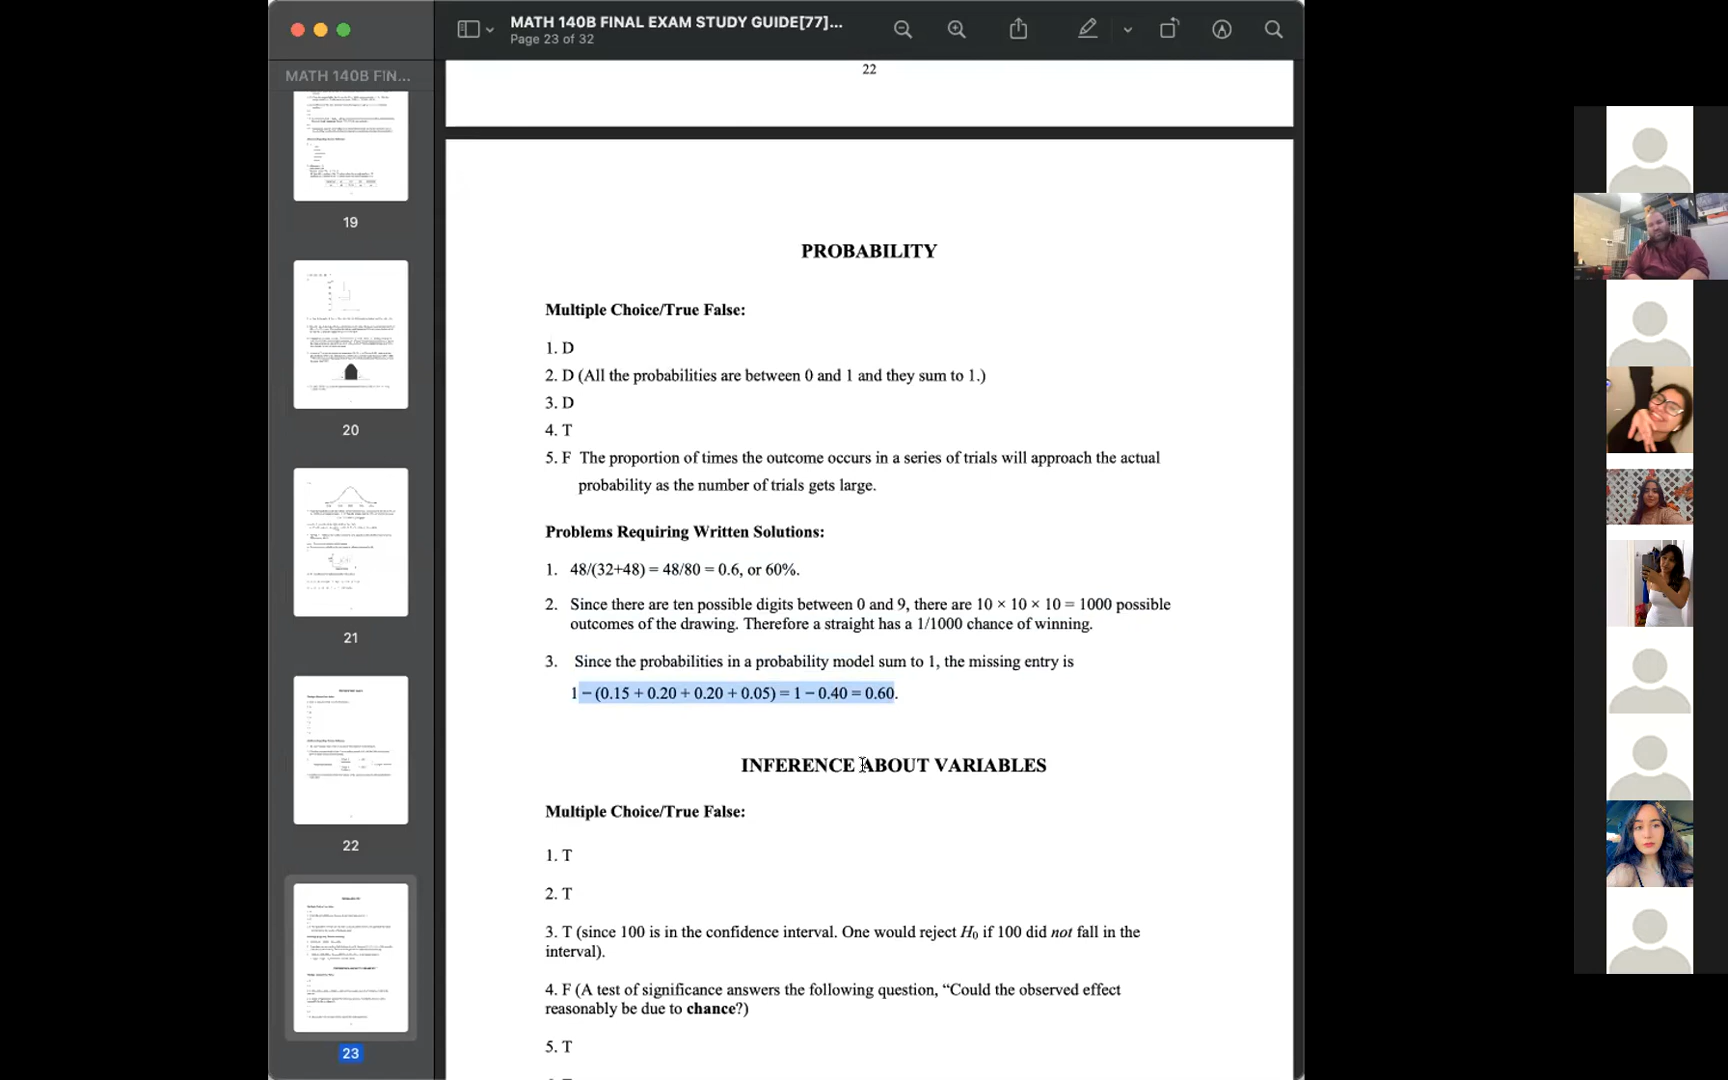 MATH 140B FINAL EXAM STUDY GUIDE[77]...
Page 23 of 32
MATH 140B FIN...
19
20
21
22
23
22
PROBABILITY
Multiple Choice/True False:
1. D
2. D (All the probabilities are between 0 and 1 and they sum to 1.)
3. D
4. T
5. F The proportion of times the outcome occurs in a series of trials will approach the actual
probability as the number of trials gets large.
Problems Requiring Written Solutions:
1. 48/(32+48) = 48/80 = 0.6, or 60%.
2. Since there are ten possible digits between 0 and 9, there are 10 × 10 × 10 = 1000 possible
outcomes of the drawing. Therefore a straight has a 1/1000 chance of winning.
3. Since the probabilities in a probability model sum to 1, the missing entry is
1 − (0.15 + 0.20 + 0.20 + 0.05) = 1 − 0.40 = 0.60.
INFERENCE ABOUT VARIABLES
Multiple Choice/True False:
1. T
2. T
3. T (since 100 is in the confidence interval. One would reject H₀ if 100 did not fall in the
interval).
4. F (A test of significance answers the following question, “Could the observed effect
reasonably be due to chance?)
5. T